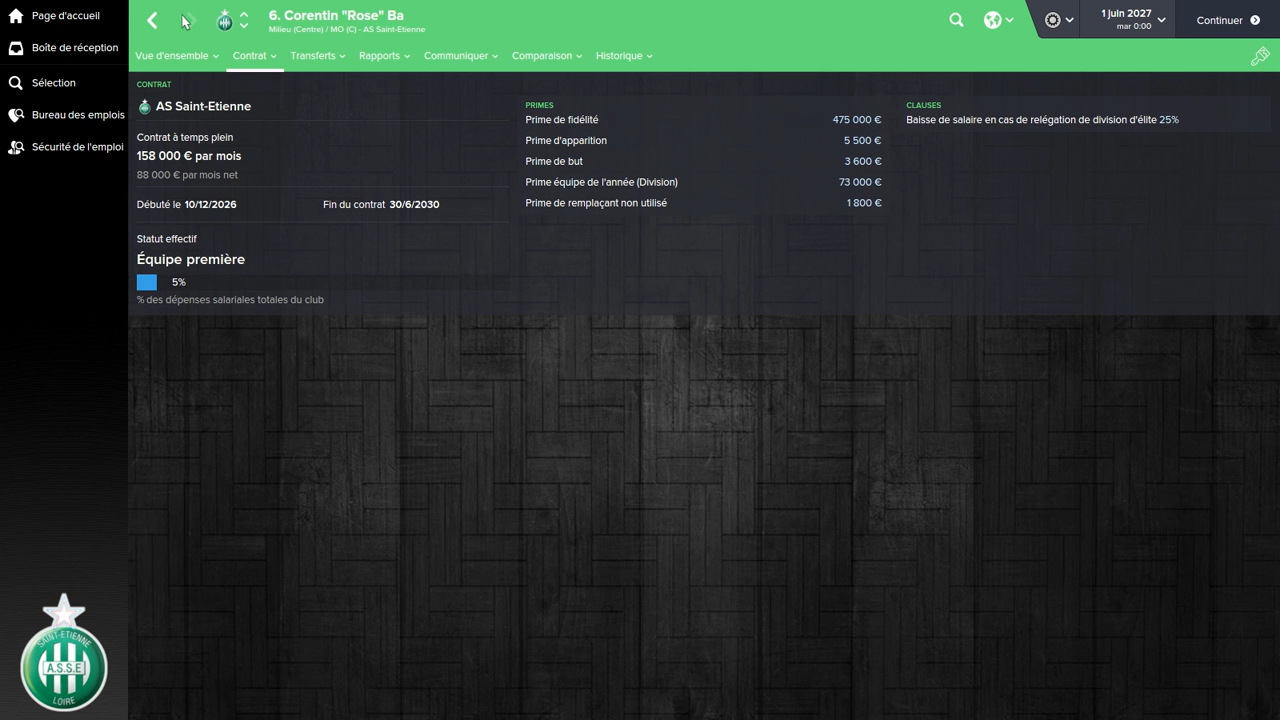 Page d'accueil
Boîte de réception
Sélection
Bureau des emplois
Sécurité de l'emploi
6. Corentin "Rose" Ba
Milieu (Centre) / MO (C) - AS Saint-Etienne
1 juin 2027
mar 0:00
Continuer
Vue d'ensemble
Contrat
Transferts
Rapports
Communiquer
Comparaison
Historique
CONTRAT
AS Saint-Etienne
Contrat à temps plein
158 000 € par mois
88 000 € par mois net
Débuté le 10/12/2026
Fin du contrat 30/6/2030
Statut effectif
Équipe première
5%
% des dépenses salariales totales du club
PRIMES
Prime de fidélité 475 000 €
Prime d'apparition 5 500 €
Prime de but 3 600 €
Prime équipe de l'année (Division) 73 000 €
Prime de remplaçant non utilisé 1 800 €
CLAUSES
Baisse de salaire en cas de relégation de division d'élite 25%
SAINT-ETIENNE
A.S.S.E
LOIRE